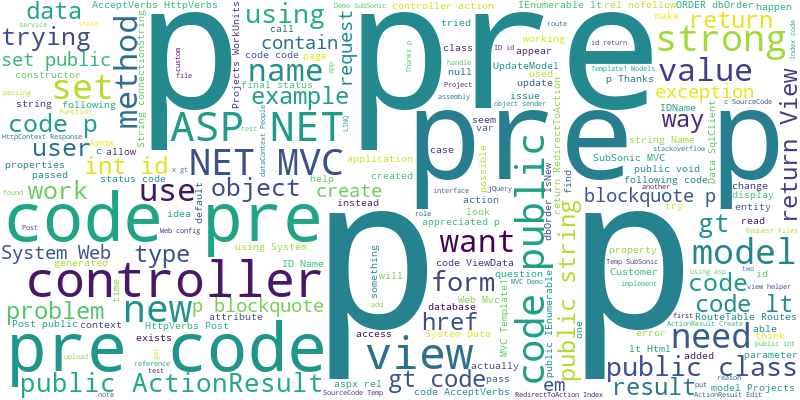 AcceptVerbs HttpVerbs
Demo SubSonic
controller action
IEnumerable lt
rel nofollow
ORDER dbOrder
happen
service
state
data
using
call
tried
working
route
make
Index code
trying
contain
code code
page
class
appear
ID id
strong
return
handle
Template1 Models
set public
method
name
request
null
UpdateModel
id return
p Thanks
constructor
custom
final status
app
Thanks p
update
used
string
following
file
example
issue
object sender
exception
c SourceCode
passing
set
Projects WorkUnits
LINQ
Project
assembly
value
IDName
function
ASP NET
seem
var
way
HttpContext Response
know
code p
String connectionString
rest
dataContext People
string Name
stackoverflow
user
c
allow
NET MVC
case
possible
SubSonic MVC
properties
application
public void
passed
int id
x gt
help
created
following code
another
change
status code
object
interface
jQuery
find
blockquote p
display
work
default
use
create
instead
action
try
entity
Data SqlClient
return View
found
idea
role
look
gt
read
Post
Web config
appreciated p
returnRedirectToAction
Request Files
code pre
want
code public
public string
property
model
System Web
type
using System
something
code ViewData
dbOrder IsNew
Temp SubSonic
using asp
two
id
generated
ID Name
will
question
MVC Demo
Customer
implement
view helper
controller
form
add
database
Web Mvc
code lt
problem
time
new
p blockquote
href
System Data
MVC Template1
public IEnumerable
one
need
first
ActionResult Create
Index
RouteTable Routes
able
Post public
context
HttpVerbs Post
access
error
think
attribute
actually
lt Html
added
parameter
exists
got
view
aspx rel
pass
public class
public int
pre code
upload
reference
test
gt code
code AcceptVerbs
em
result
put
reason
model Projects
public ActionResult
note
SourceCode Temp
RedirectToAction Index
ActionResult Edit
p
pre
pre
p
p
p